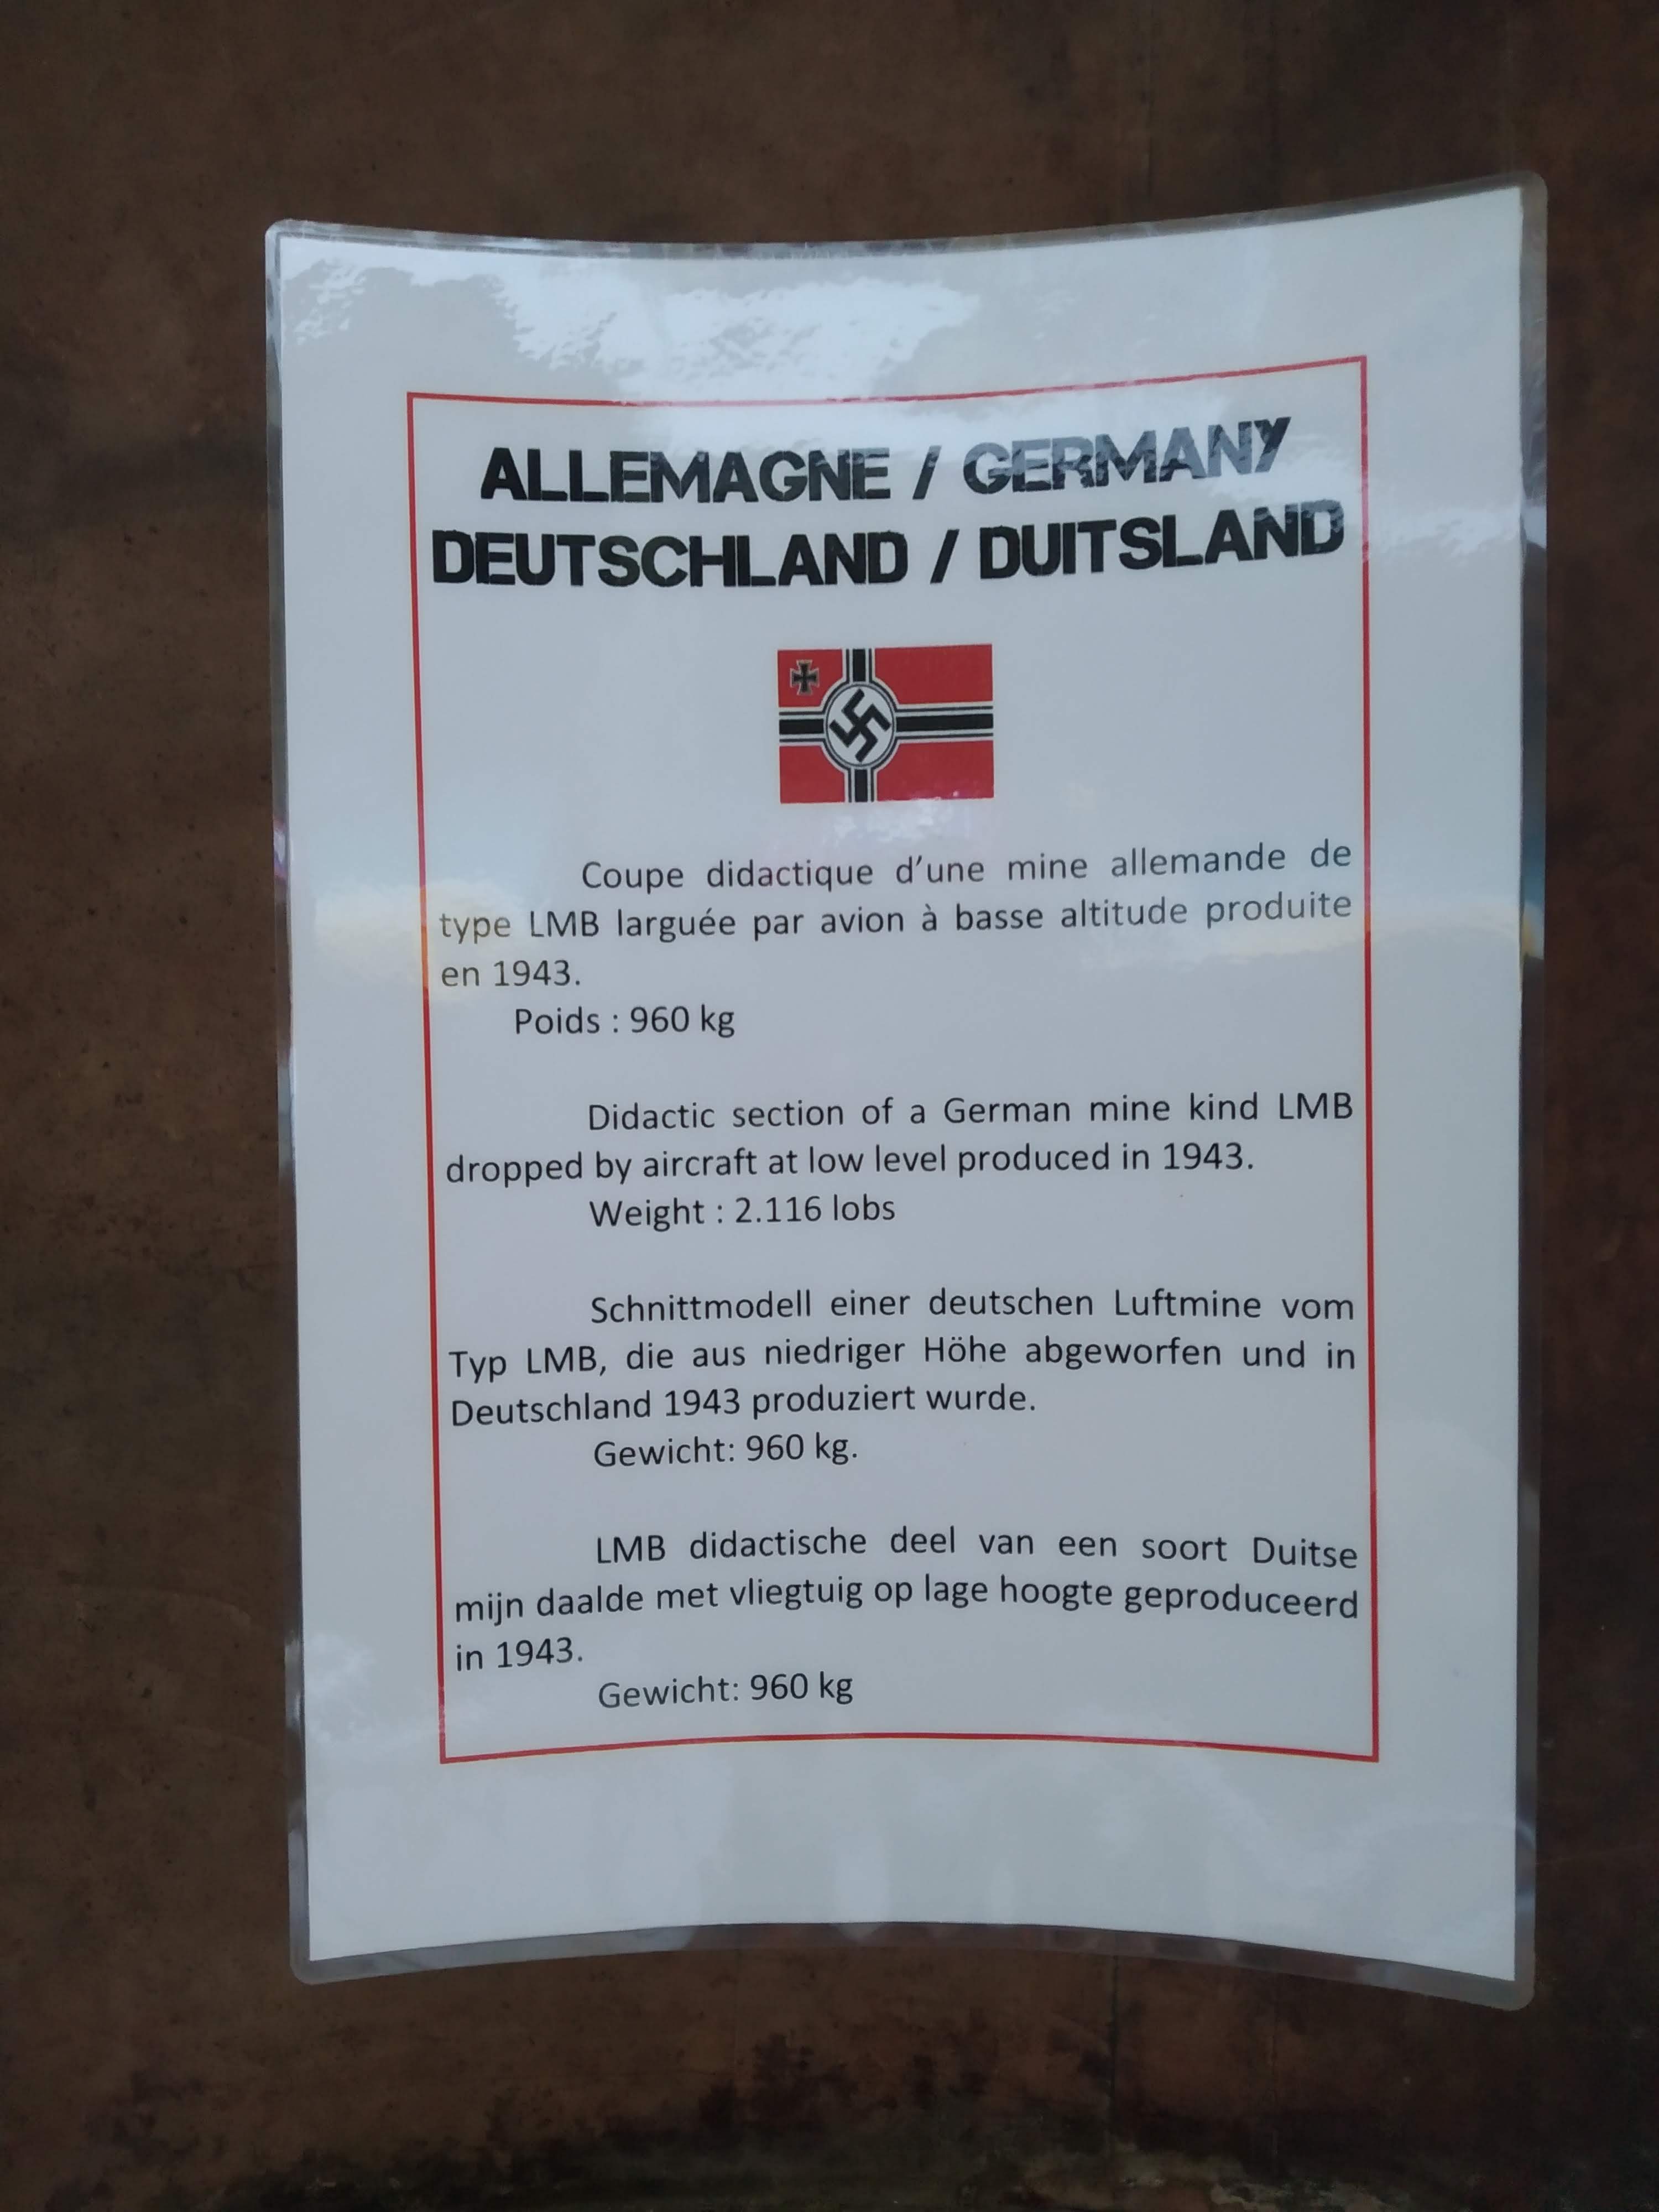 ALLEMAGNE / GERMANY
DEUTSCHLAND / DUITSLAND
Coupe didactique d'une mine allemande de
type LMB larguée par avion à basse altitude produite
en 1943.
Poids : 960 kg
Didactic section of a German mine kind LMB
dropped by aircraft at low level produced in 1943.
Weight : 2.116 lobs
Schnittmodell einer deutschen Luftmine vom
Typ LMB, die aus niedriger Höhe abgeworfen und in
Deutschland 1943 produziert wurde.
Gewicht: 960 kg.
LMB didactische deel van een soort Duitse
mijn daalde met vliegtuig op lage hoogte geproduceerd
in 1943.
Gewicht: 960 kg